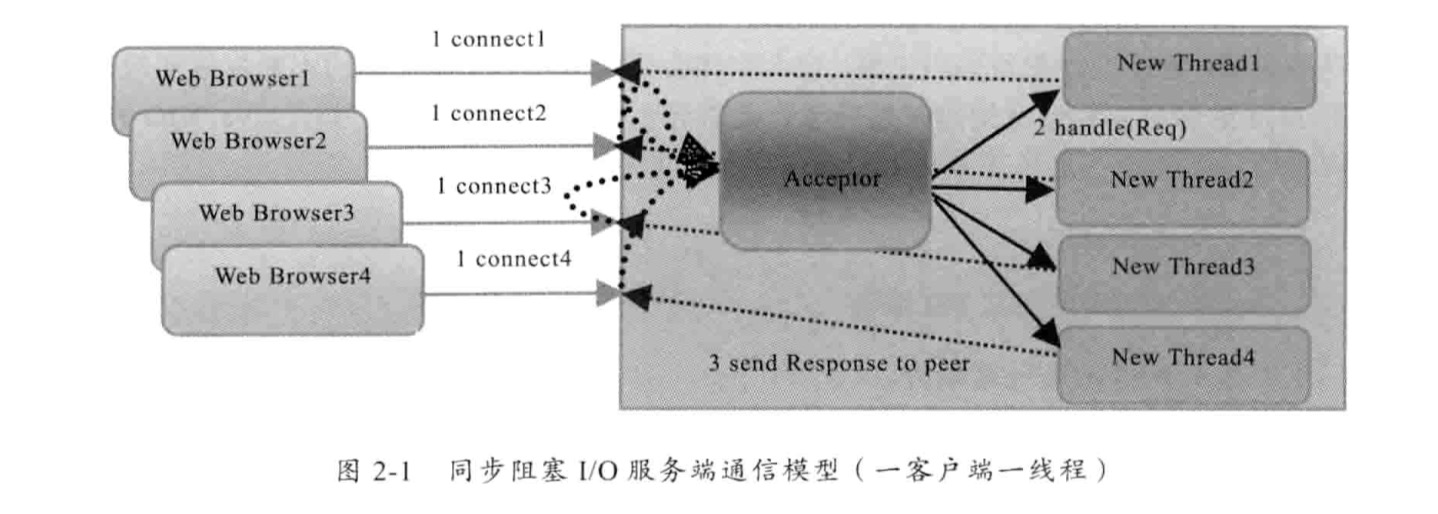 1 connect1
Web Browser1
New Thread1
1 connect2
2 handle(Req)
Web Browser2
1 connect3
Acceptor
New Thread2
Web Browser3
1 connect4
New Thread3
Web Browser4
New Thread4
3 send Response to peer
图 2-1 同步阻塞 I/O 服务端通信模型（一客户端一线程）